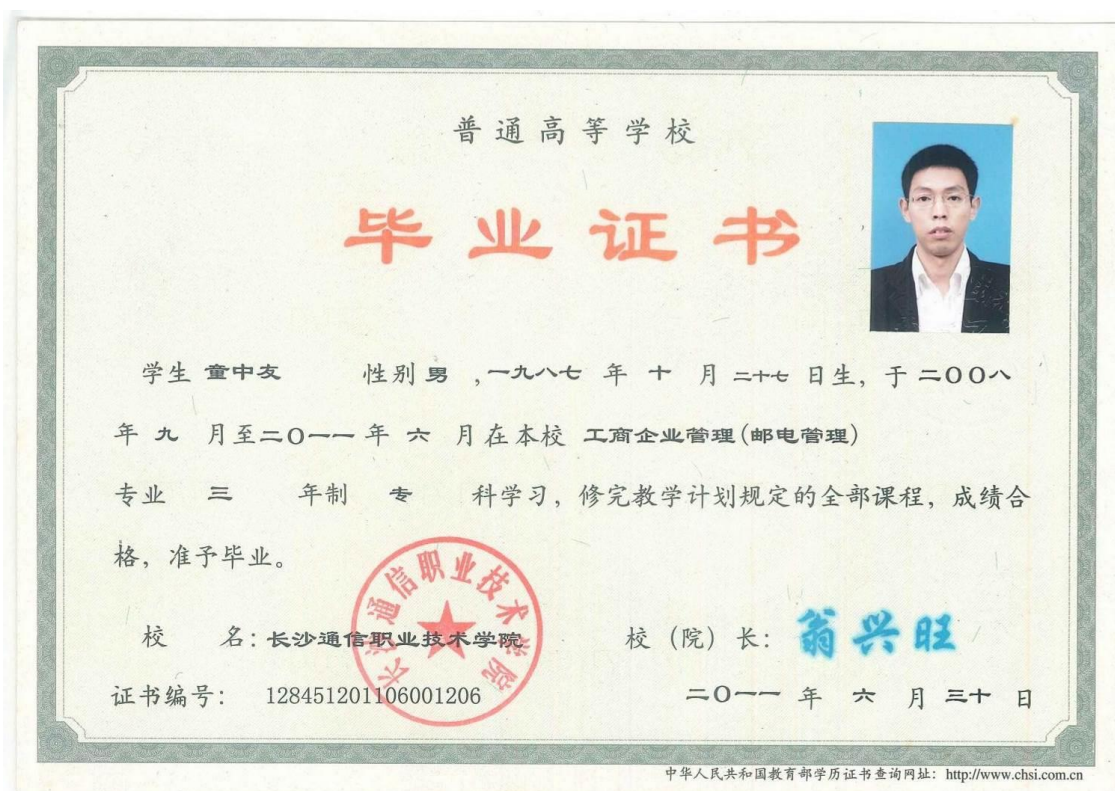 普通高等学校
毕业证书
学生 童中友 性别 男 ,一九八七 年 十 月 二十七 日生, 于 二OO八
年 九 月至二O一一 年 六 月在本校 工商企业管理(邮电管理)
专业 三 年制 专 科学习, 修完教学计划规定的全部课程, 成绩合
格, 准予毕业。
长沙通信职业技术学院
校 名: 长沙通信职业技术学院 校 (院) 长: 翁兴旺
证书编号: 128451201106001206 二O一一 年 六 月 三十 日
中华人民共和国教育部学历证书查询网址: http://www.chsi.com.cn